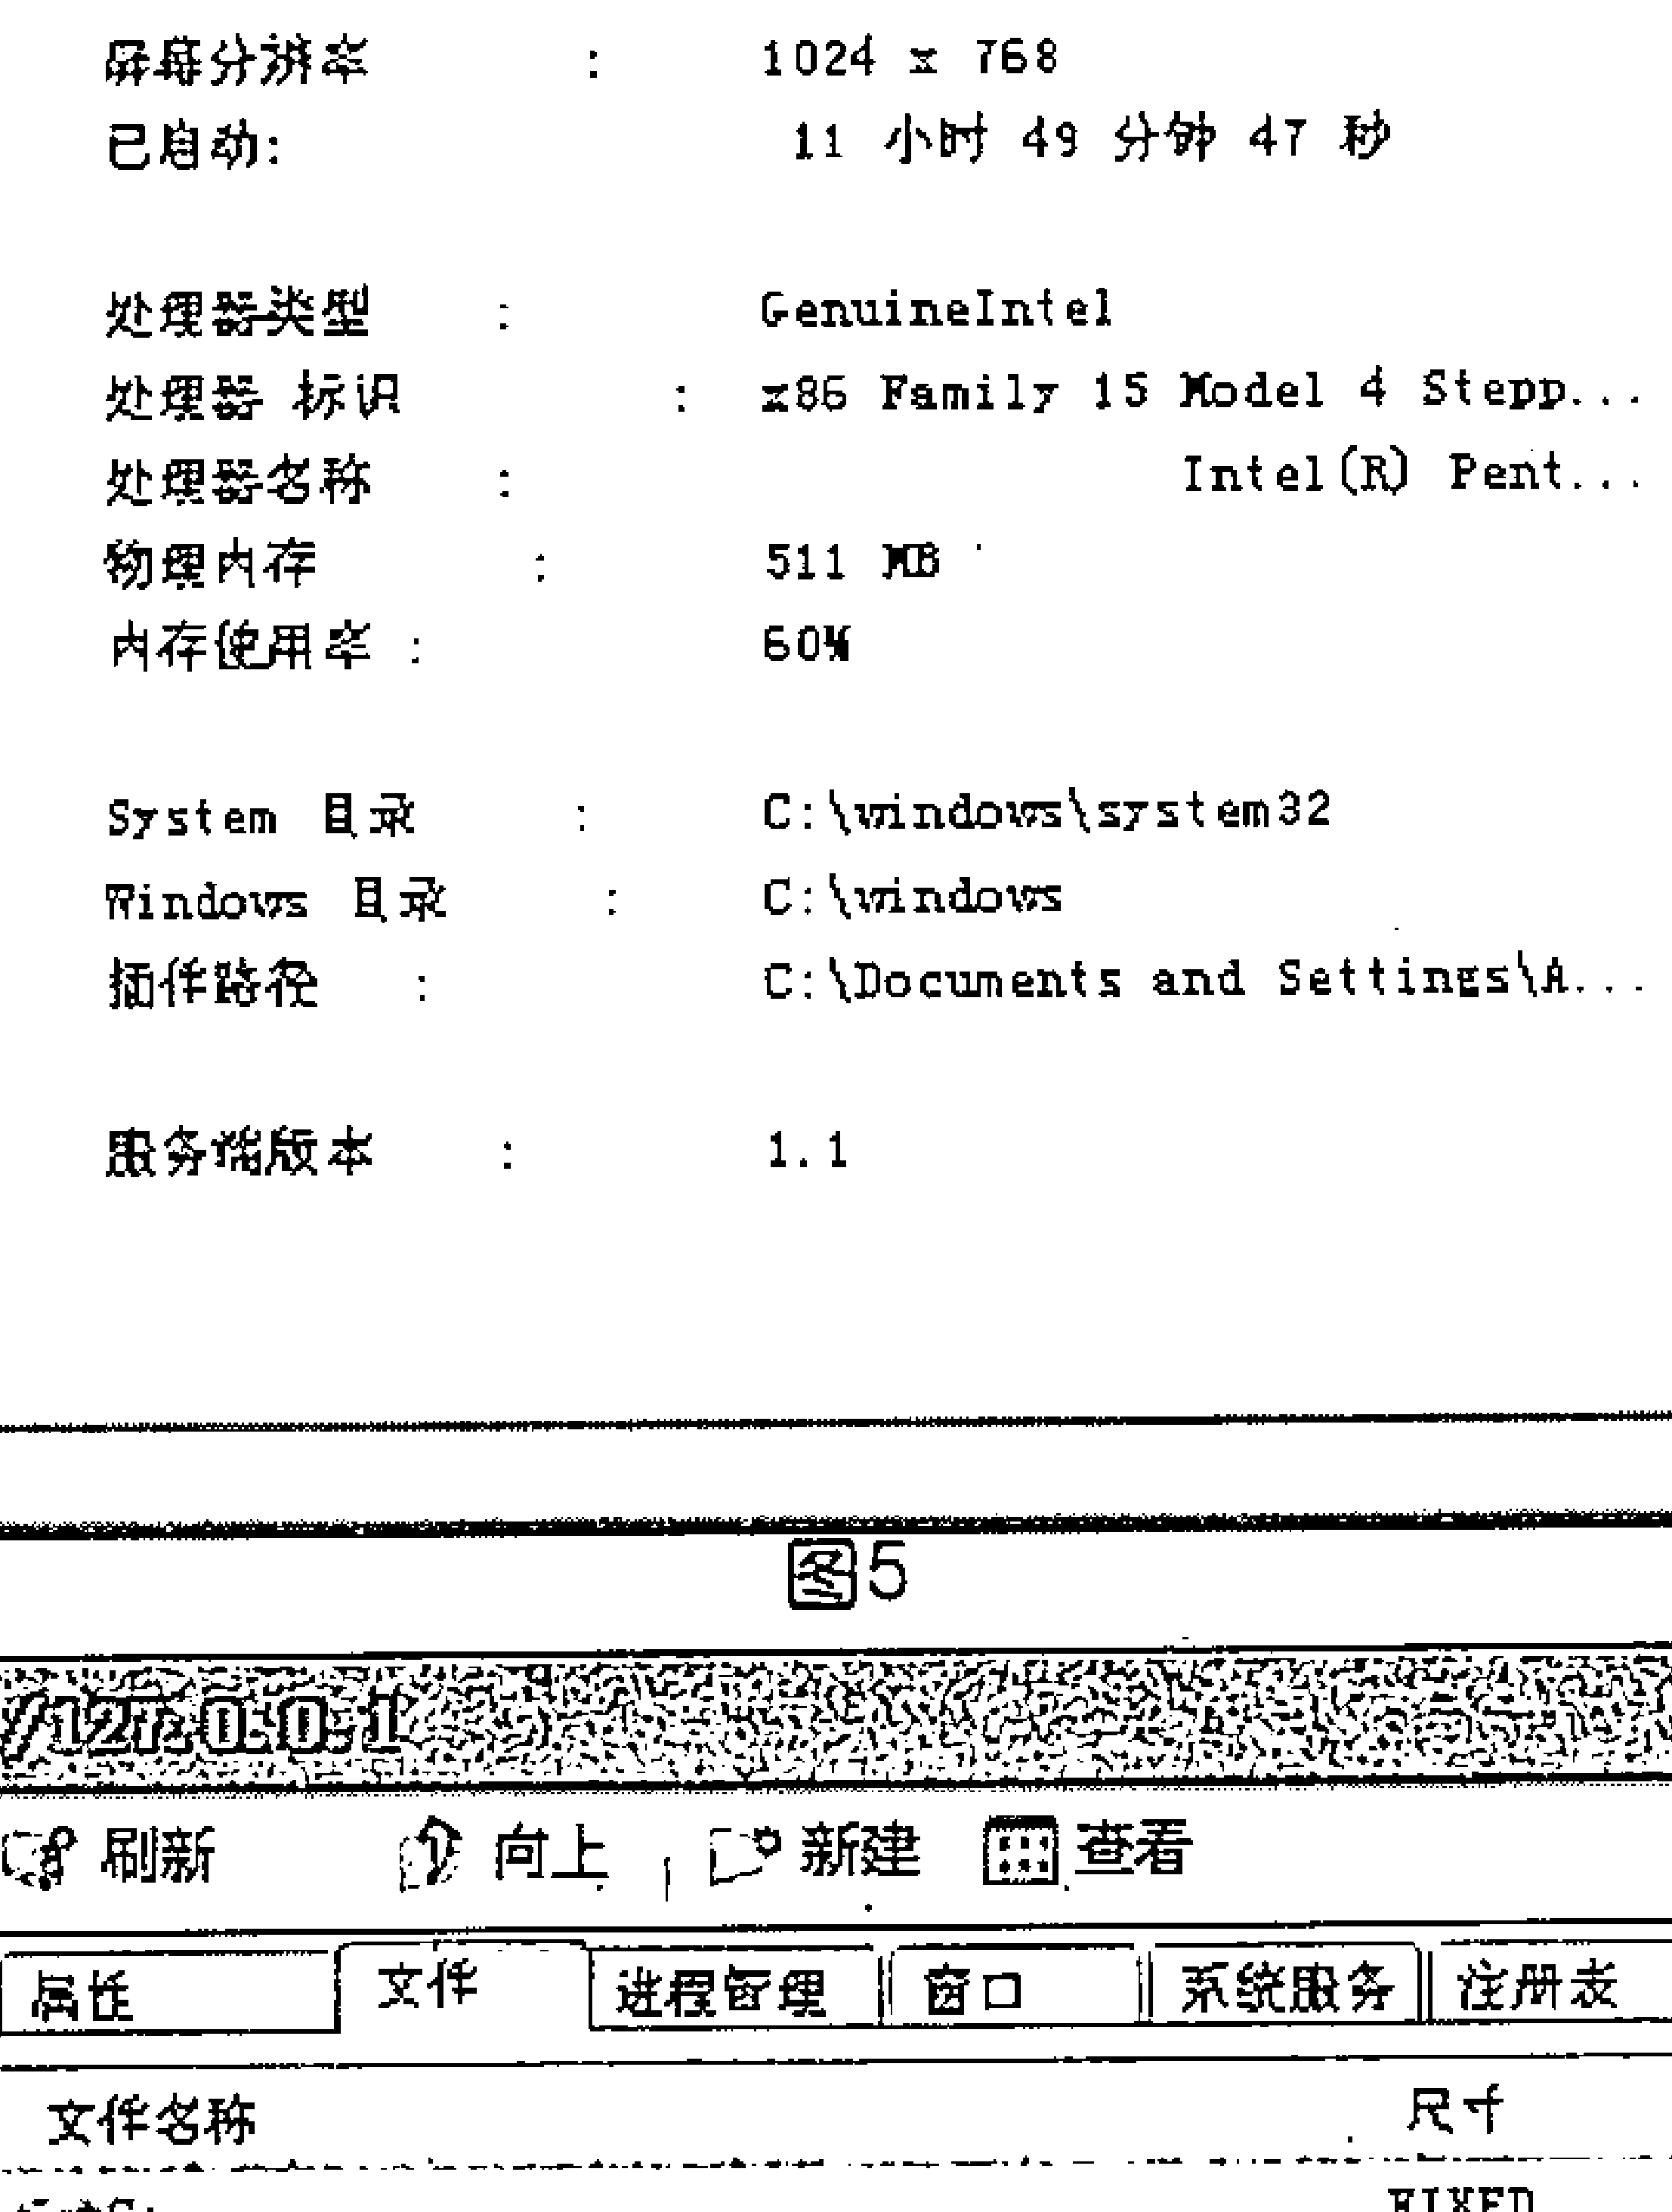 屏幕分辨率 : 1024 x 768
已启动: 11 小时 49 分钟 47 秒
处理器类型 : GenuineIntel
处理器 标识 : x86 Family 15 Model 4 Stepp...
处理器名称 : Intel(R) Pent...
物理内存 : 511 MB
内存使用率 : 60%
System 目录 : C:\windows\system32
Windows 目录 : C:\windows
插件路径 : C:\Documents and Settings\A...
服务端版本 : 1.1
图5
/127.0.0.1
刷新 向上 新建 查看
属性 文件 进程管理 窗口 系统服务 注册表
文件名称 尺寸
FIXED